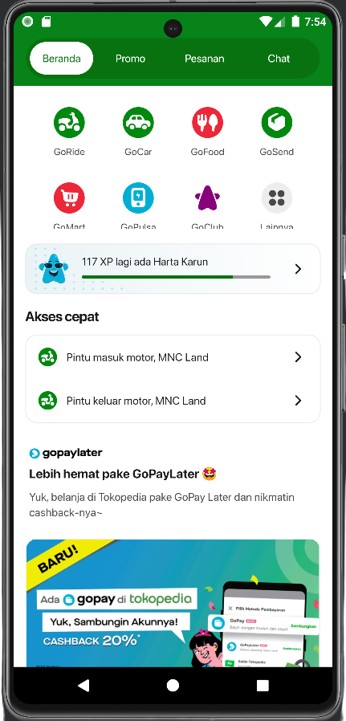 7:54
Beranda Promo Pesanan Chat
GoRide GoCar GoFood GoSend
GoMart GoPulsa GoClub Lainnya
117 XP lagi ada Harta Karun
Akses cepat
Pintu masuk motor, MNC Land
Pintu keluar motor, MNC Land
gopaylater
Lebih hemat pake GoPayLater
Yuk, belanja di Tokopedia pake GoPay Later dan nikmatin
cashback-nya~
BARU!
Ada gopay di tokopedia
Yuk, Sambungin Akunnya!
CASHBACK 20%*
Pilih Metode Pembayaran
GoPay
Sambungkan